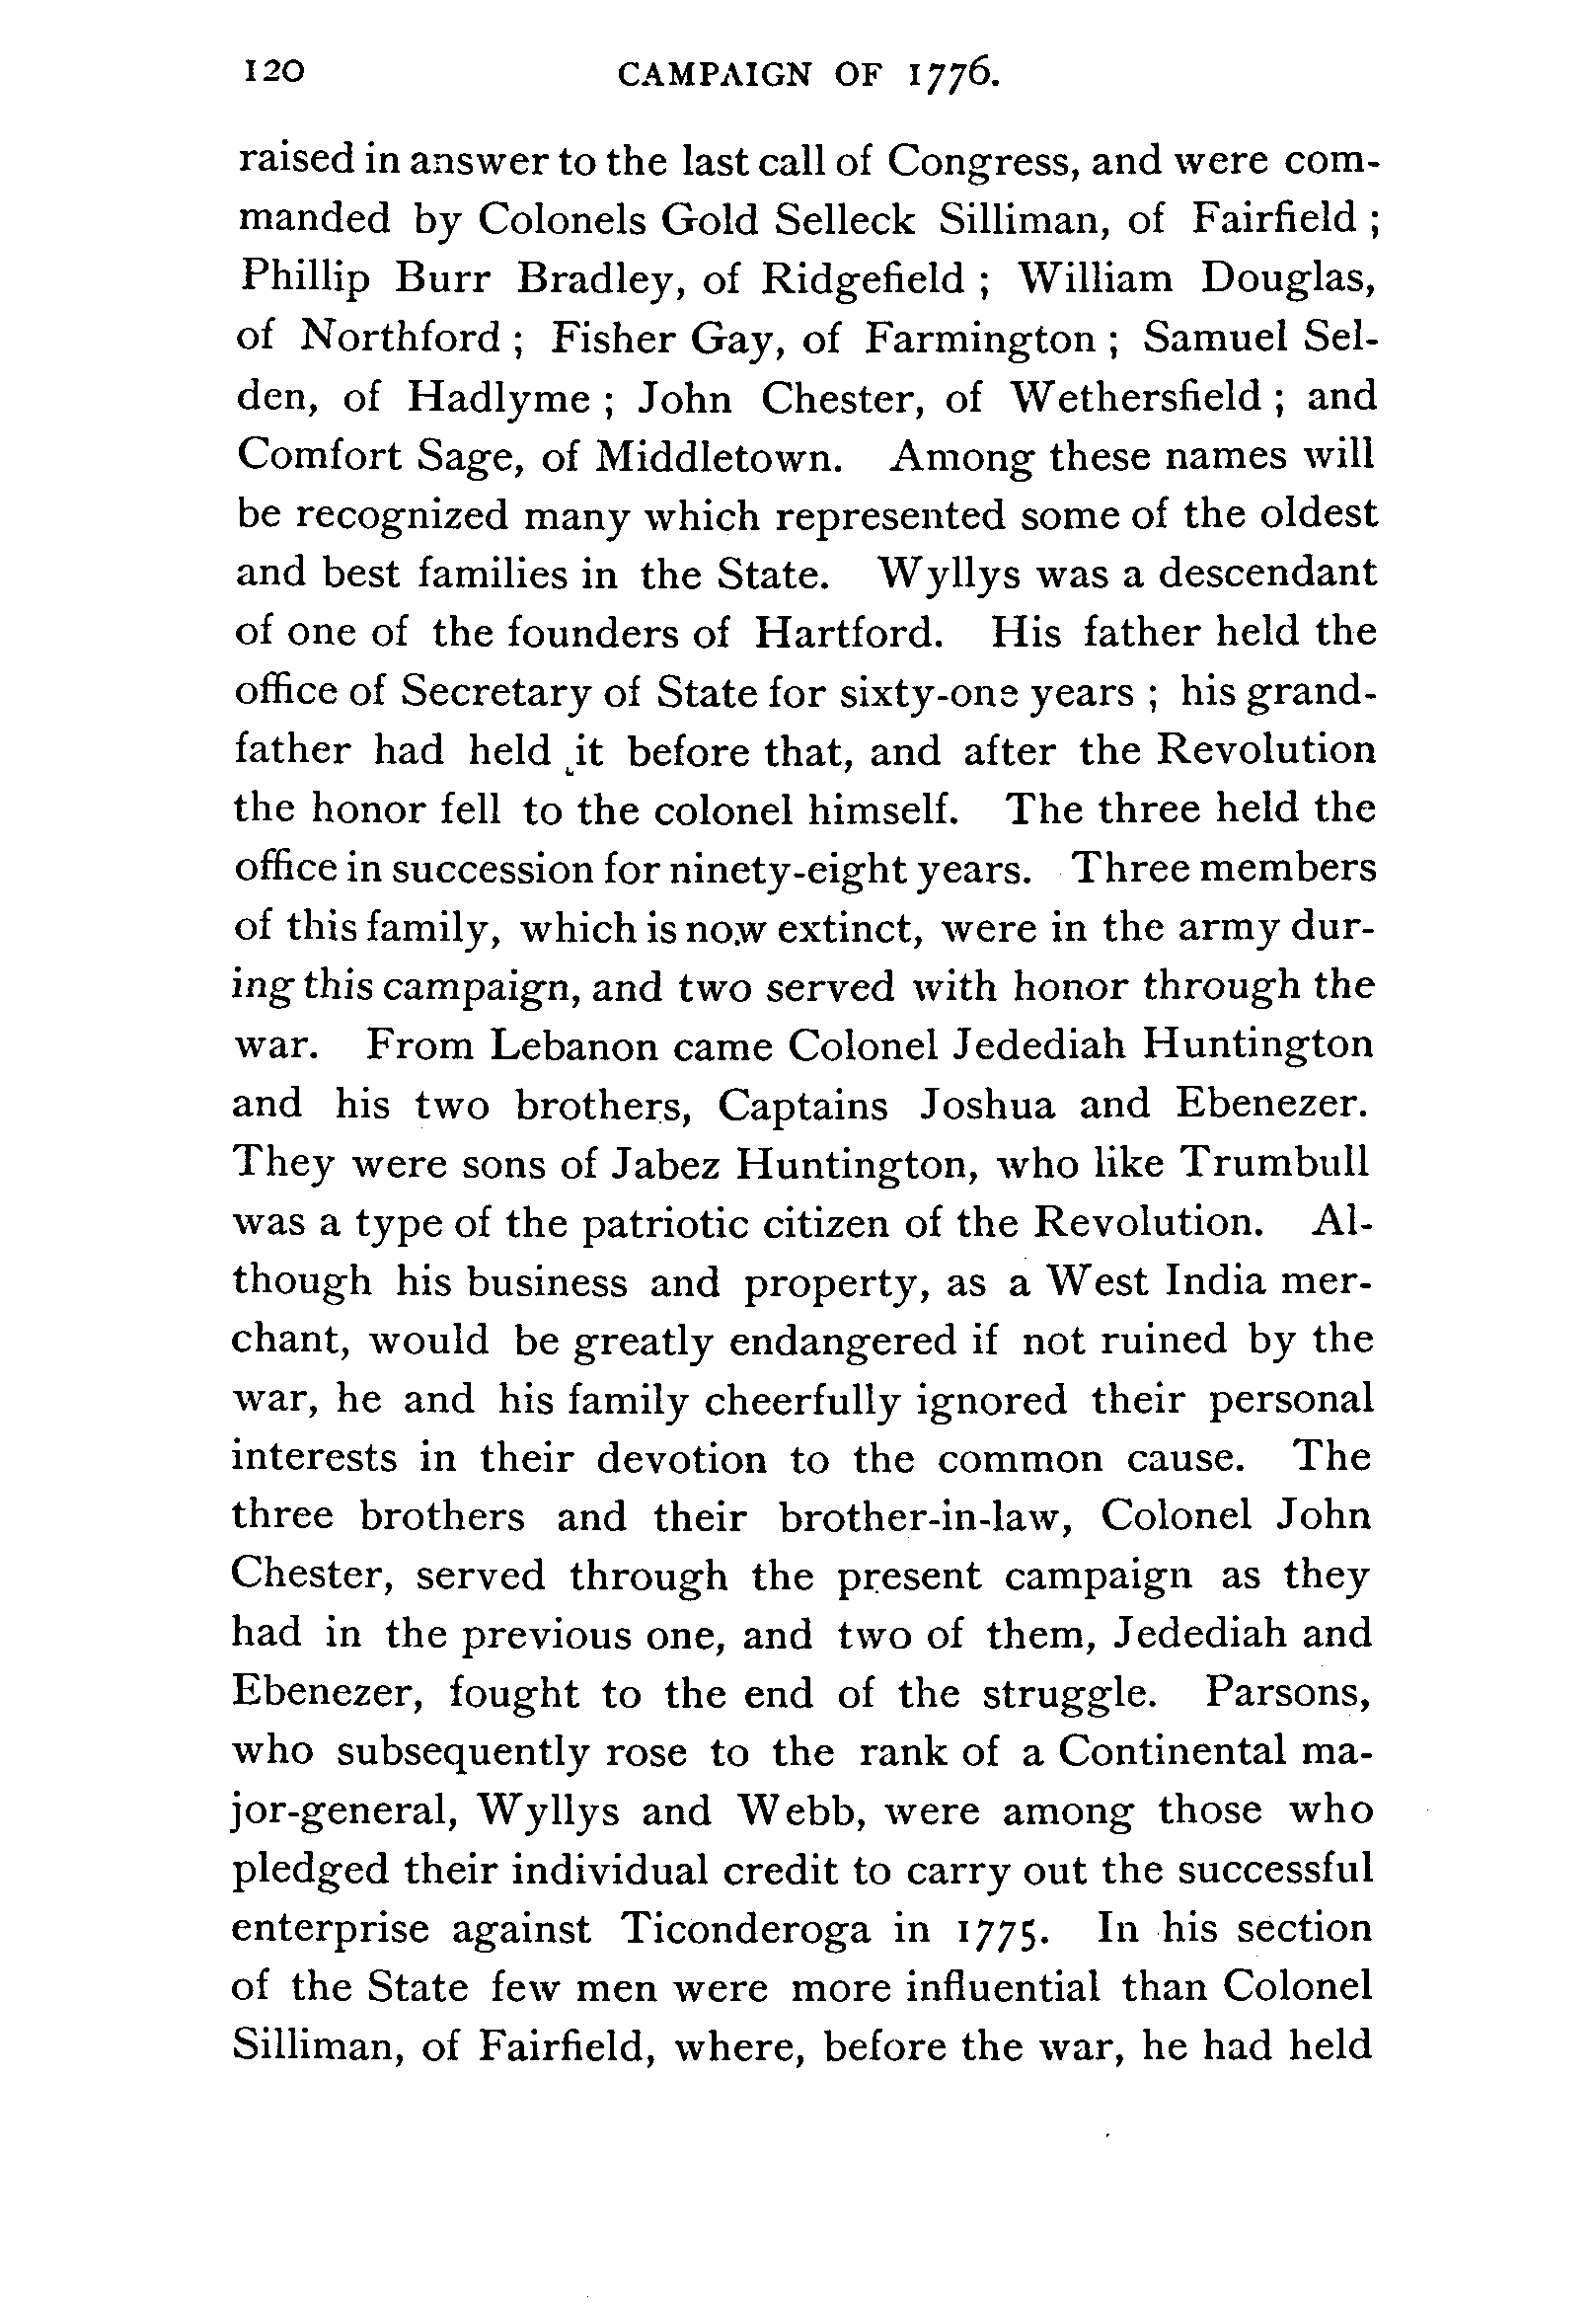 120 CAMPAIGN OF 1776.
raised in answer to the last call of Congress, and were com-
manded by Colonels Gold Selleck Silliman, of Fairfield ;
Phillip Burr Bradley, of Ridgefield ; William Douglas,
of Northford ; Fisher Gay, of Farmington ; Samuel Sel-
den, of Hadlyme ; John Chester, of Wethersfield ; and
Comfort Sage, of Middletown. Among these names will
be recognized many which represented some of the oldest
and best families in the State. Wyllys was a descendant
of one of the founders of Hartford. His father held the
office of Secretary of State for sixty-one years ; his grand-
father had held it before that, and after the Revolution
the honor fell to the colonel himself. The three held the
office in succession for ninety-eight years. Three members
of this family, which is now extinct, were in the army dur-
ing this campaign, and two served with honor through the
war. From Lebanon came Colonel Jedediah Huntington
and his two brothers, Captains Joshua and Ebenezer.
They were sons of Jabez Huntington, who like Trumbull
was a type of the patriotic citizen of the Revolution. Al-
though his business and property, as a West India mer-
chant, would be greatly endangered if not ruined by the
war, he and his family cheerfully ignored their personal
interests in their devotion to the common cause. The
three brothers and their brother-in-law, Colonel John
Chester, served through the present campaign as they
had in the previous one, and two of them, Jedediah and
Ebenezer, fought to the end of the struggle. Parsons,
who subsequently rose to the rank of a Continental ma-
jor-general, Wyllys and Webb, were among those who
pledged their individual credit to carry out the successful
enterprise against Ticonderoga in 1775. In his section
of the State few men were more influential than Colonel
Silliman, of Fairfield, where, before the war, he had held